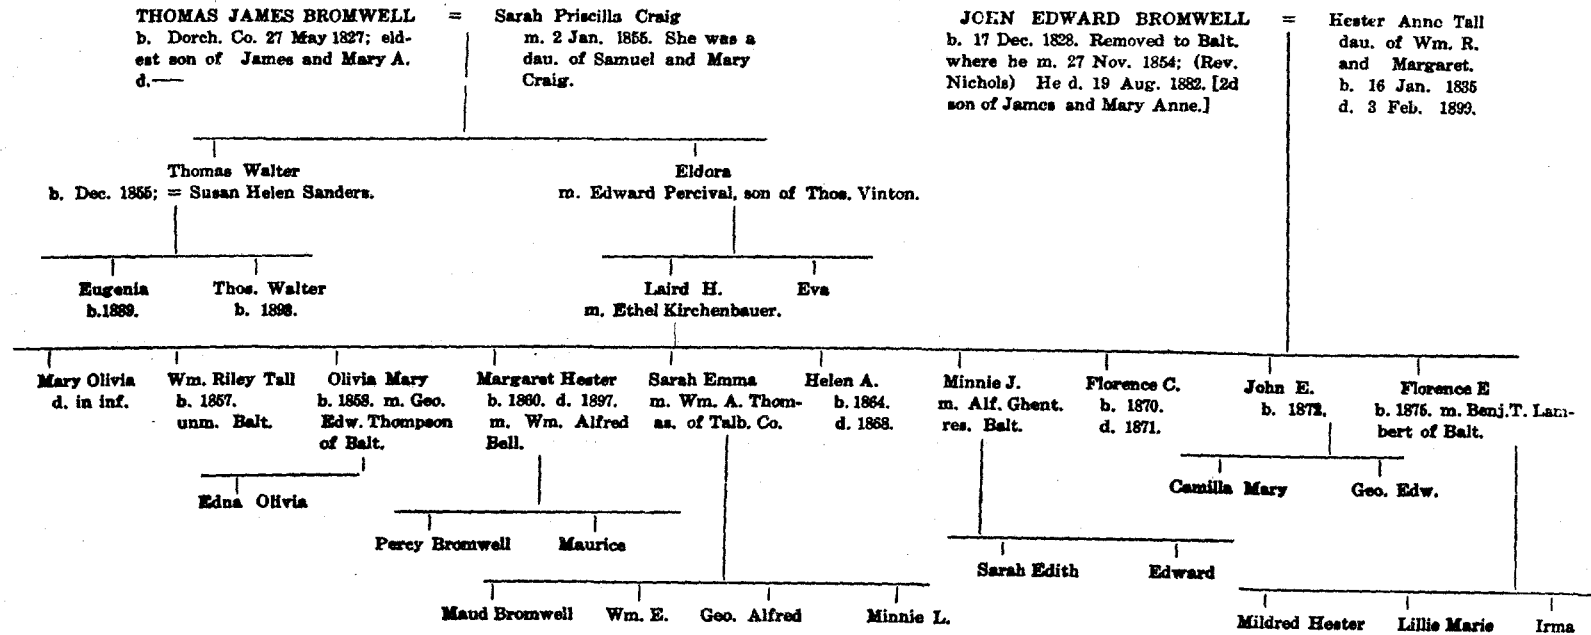 THOMAS JAMES BROMWELL = Sarah Priscilla Craig
b. Dorch. Co. 27 May 1827; eld-
est son of James and Mary A.
d.—
m. 2 Jan. 1855. She was a
dau. of Samuel and Mary
Craig.
JOHN EDWARD BROMWELL = Hester Anne Tall
b. 17 Dec. 1828. Removed to Balt.
where he m. 27 Nov. 1854; (Rev.
Nichols) He d. 19 Aug. 1882. [2d
son of James and Mary Anne.]
dau. of Wm. R.
and Margaret.
b. 16 Jan. 1835
d. 3 Feb. 1899.
Thomas Walter
b. Dec. 1855; = Susan Helen Sanders.
Eldora
m. Edward Percival, son of Thos. Vinton.
Eugenia
b.1889.
Thos. Walter
b. 1898.
Laird H.
m. Ethel Kirchenbauer.
Eva
Mary Olivia
d. in inf.
Wm. Riley Tall
b. 1857.
unm. Balt.
Olivia Mary
b. 1858. m. Geo.
Edw. Thompson
of Balt.
Margaret Hester
b. 1860. d. 1897.
m. Wm. Alfred
Bell.
Sarah Emma
m. Wm. A. Thom-
as. of Talb. Co.
Helen A.
b. 1864.
d. 1868.
Minnie J.
m. Alf. Ghent.
res. Balt.
Florence C.
b. 1870.
d. 1871.
John E.
b. 1872.
Florence E
b. 1875. m. Benj.T. Lam-
bert of Balt.
Edna Olivia
Percy Bromwell
Maurice
Maud Bromwell
Wm. E.
Geo. Alfred
Minnie L.
Sarah Edith
Edward
Camilla Mary
Geo. Edw.
Mildred Hester
Lillie Marie
Irma